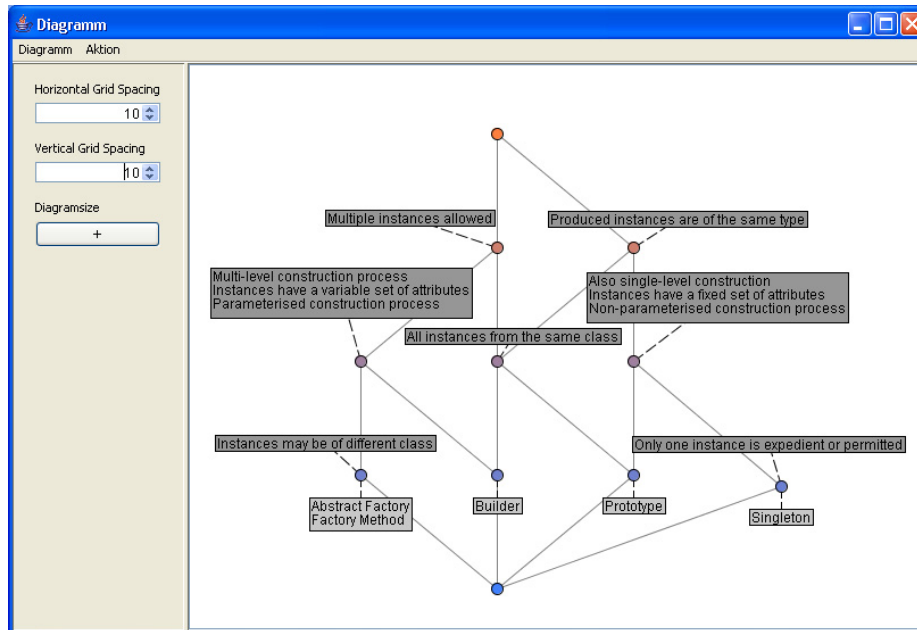 Diagramm
Diagramm Aktion
Horizontal Grid Spacing
10
Vertical Grid Spacing
10
Diagramsize
+
Multiple instances allowed
Produced instances are of the same type
Multi-level construction process
Instances have a variable set of attributes
Parameterised construction process
Also single-level construction
Instances have a fixed set of attributes
Non-parameterised construction process
All instances from the same class
Instances may be of different class
Only one instance is expedient or permitted
Abstract Factory
Factory Method
Builder
Prototype
Singleton